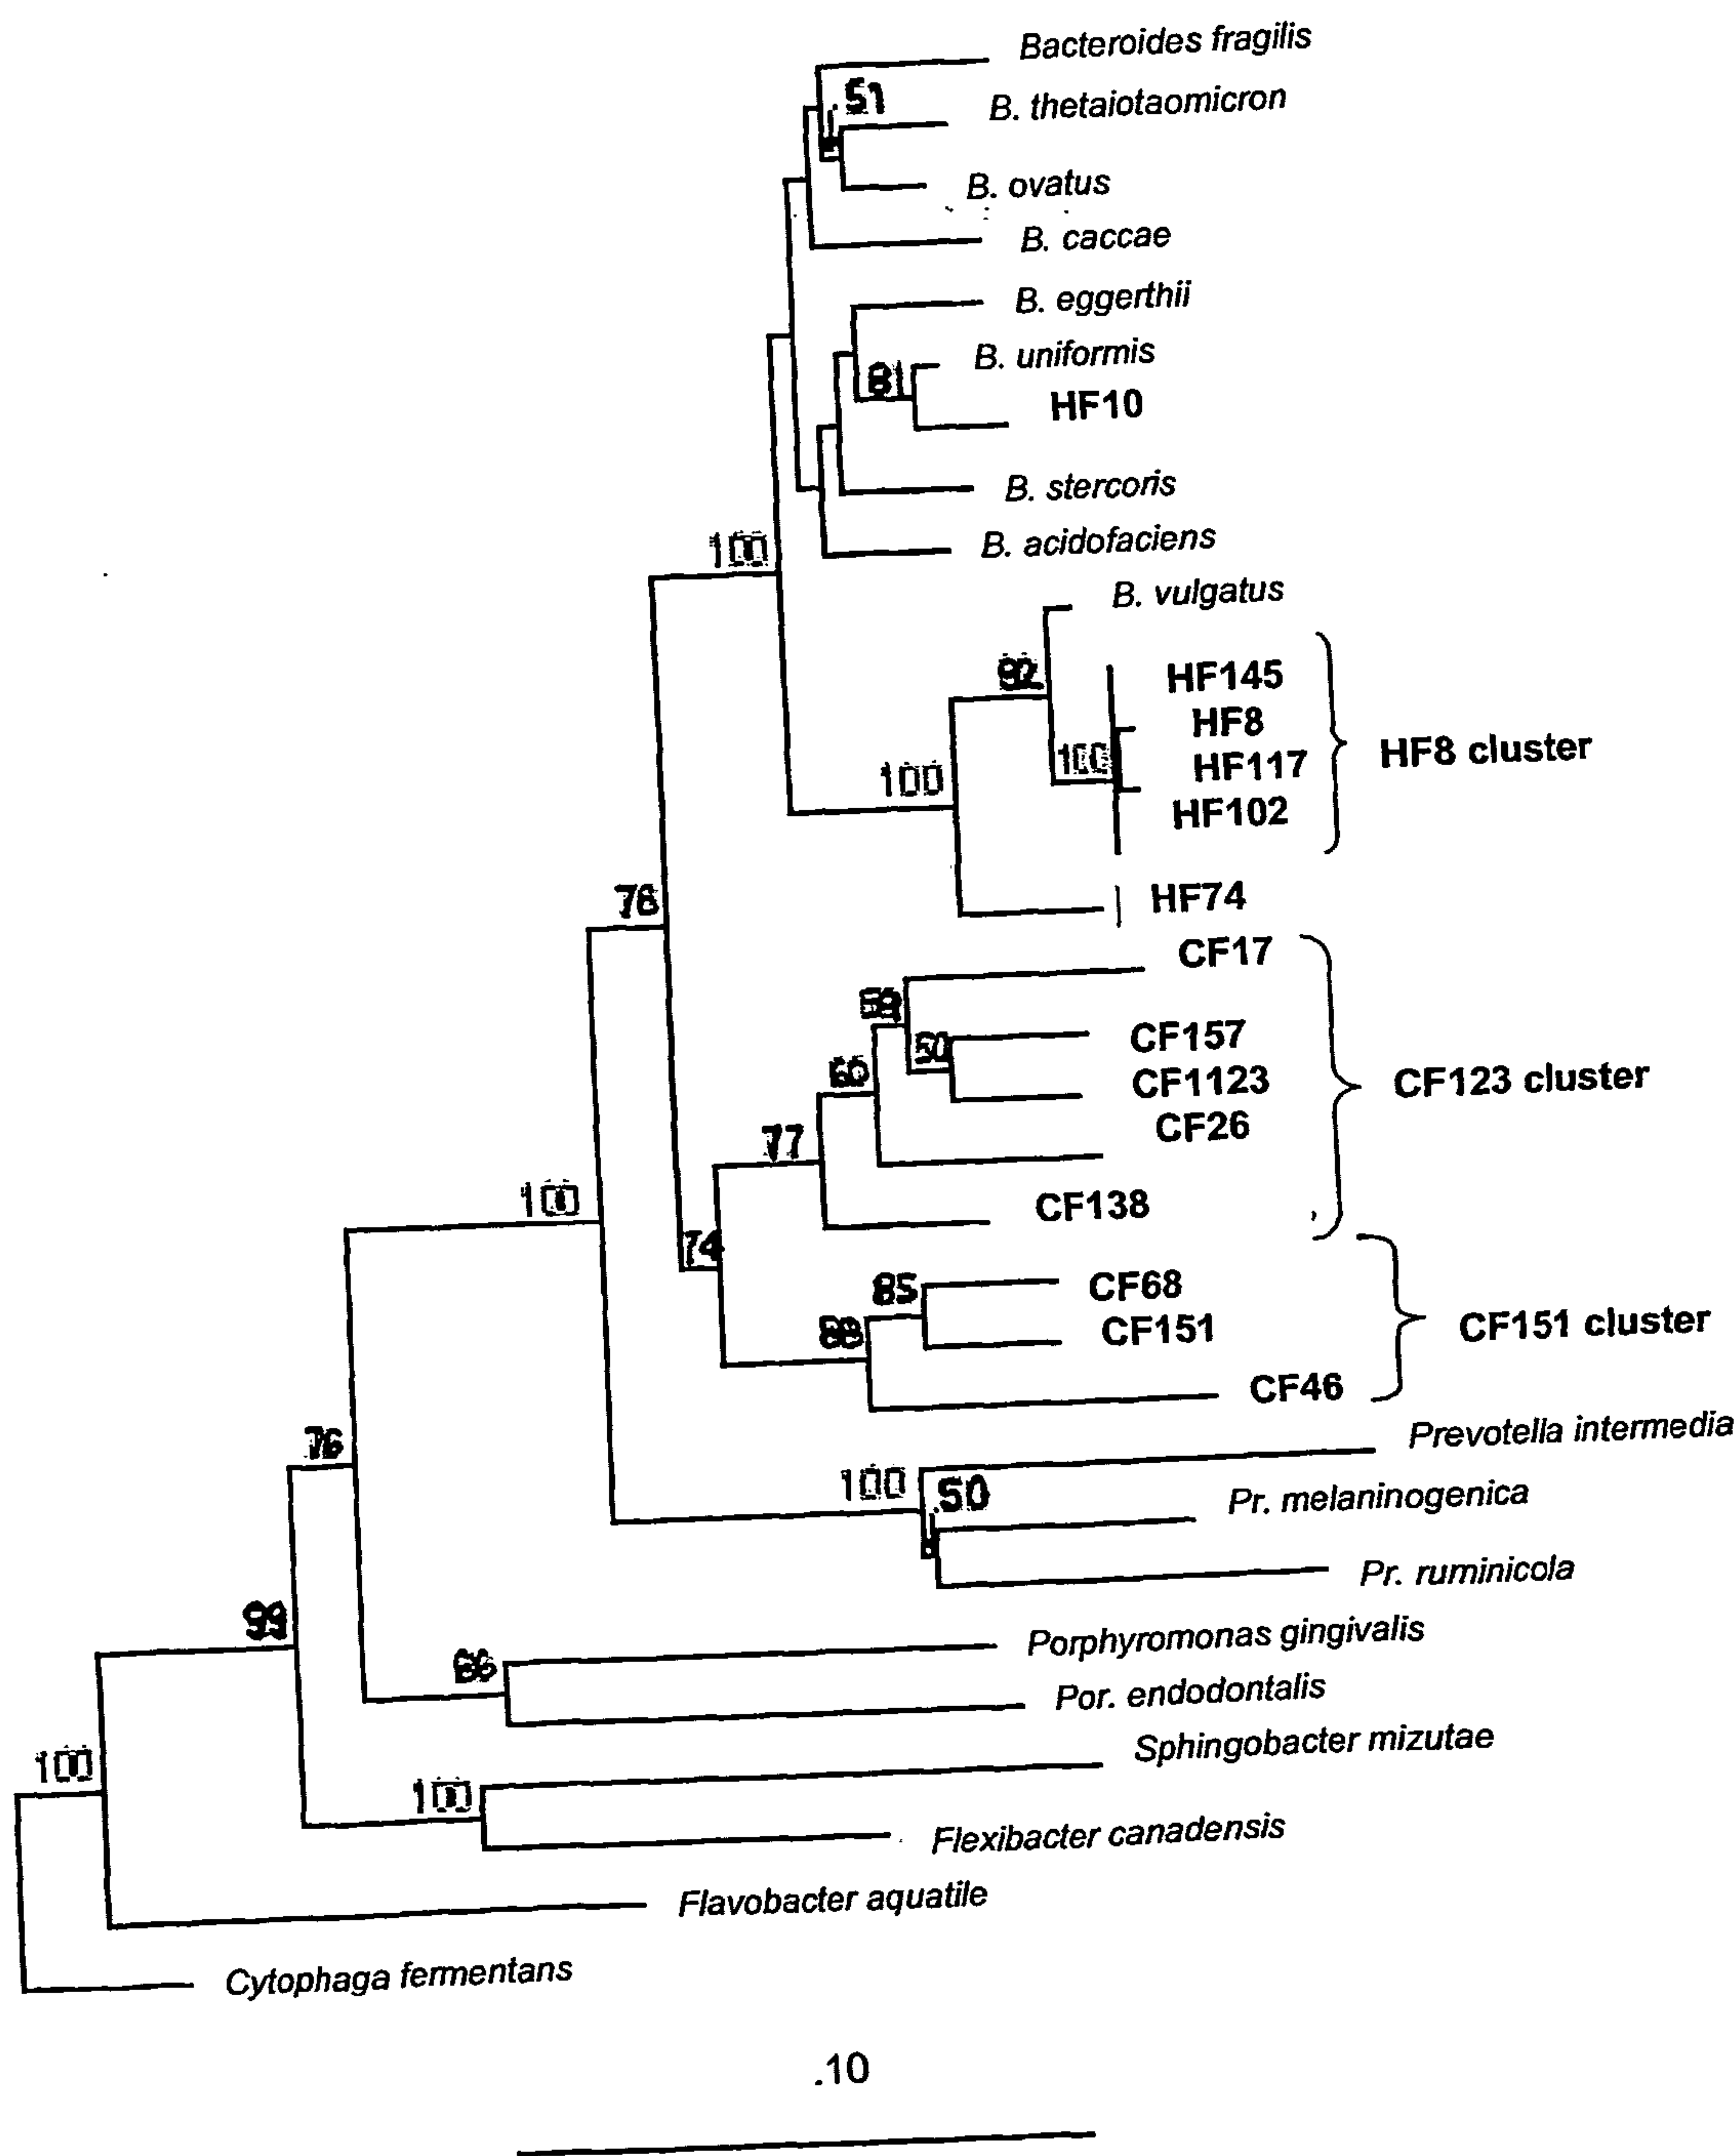 Bacteroides fragilis
51
B. thetaiotaomicron
B. ovatus
B. caccae
B. eggerthii
B. uniformis
81
HF10
B. stercoris
B. acidofaciens
100
B. vulgatus
92
HF145
HF8
HF117
HF102
HF8 cluster
100
100
HF74
78
CF17
59
CF157
50
CF1123
CF26
60
CF123 cluster
77
CF138
100
74
CF68
85
CF151
CF151 cluster
CF46
76
Prevotella intermedia
100
.50
Pr. melaninogenica
Pr. ruminicola
99
Porphyromonas gingivalis
Por. endodontalis
Sphingobacter mizutae
100
100
Flexibacter canadensis
Flavobacter aquatile
Cytophaga fermentans
.10